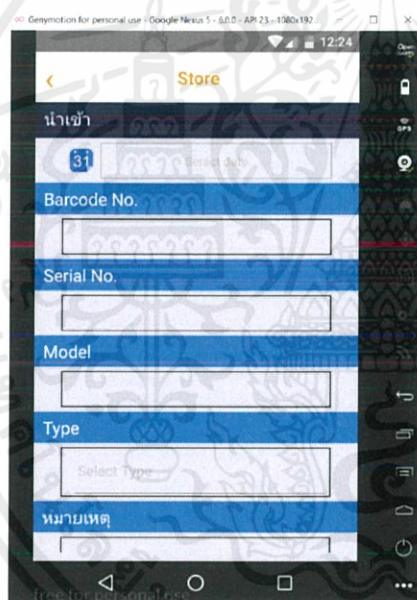 Genymotion for personal use - Google Nexus 5 - 6.0.0 - API 23 - 1080x192...
12:24
Store
นำเข้า
31 Select date
Barcode No.
Serial No.
Model
Type
Select Type
หมายเหตุ
free for personal use
Open
GPS